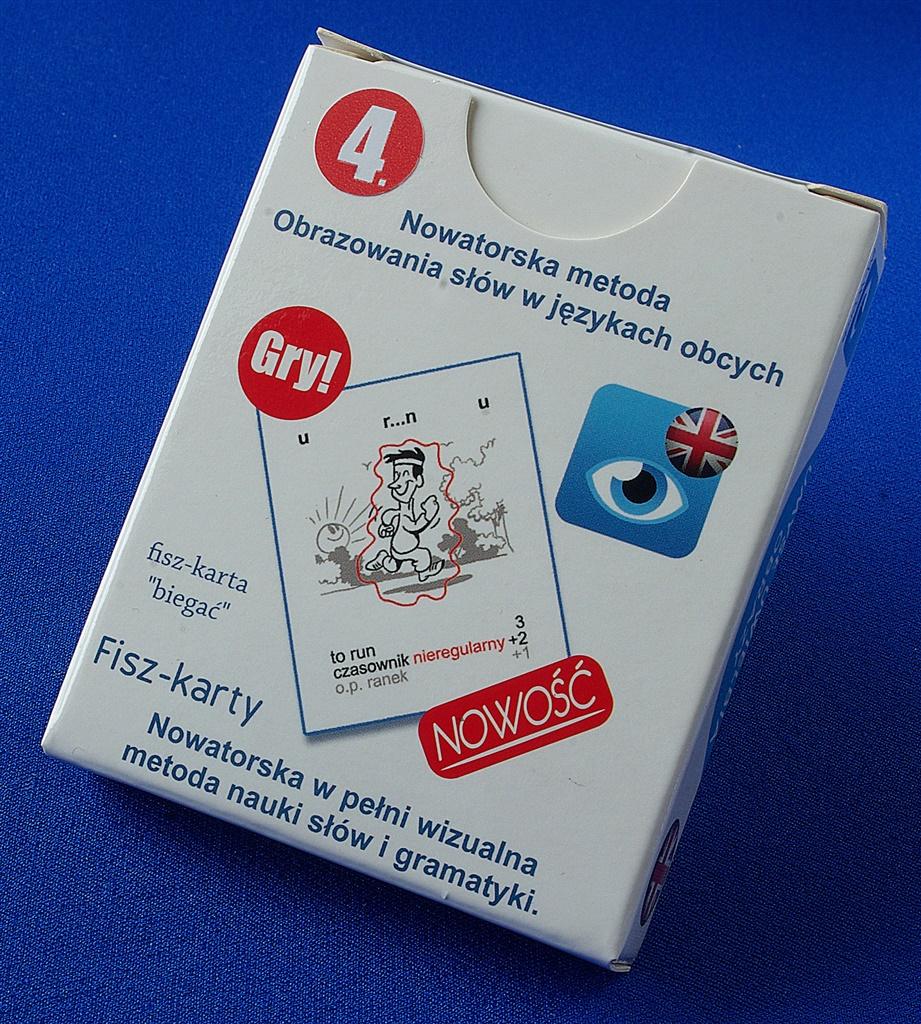 4.
Nowatorska metoda
Obrazowania słów w językach obcych
Gry!
u r...n u
fisz-karta
"biegać"
to run 3
czasownik nieregularny +2
o.p. ranek +1
Fisz-karty
NOWOŚĆ
Nowatorska w pełni wizualna
metoda nauki słów i gramatyki.